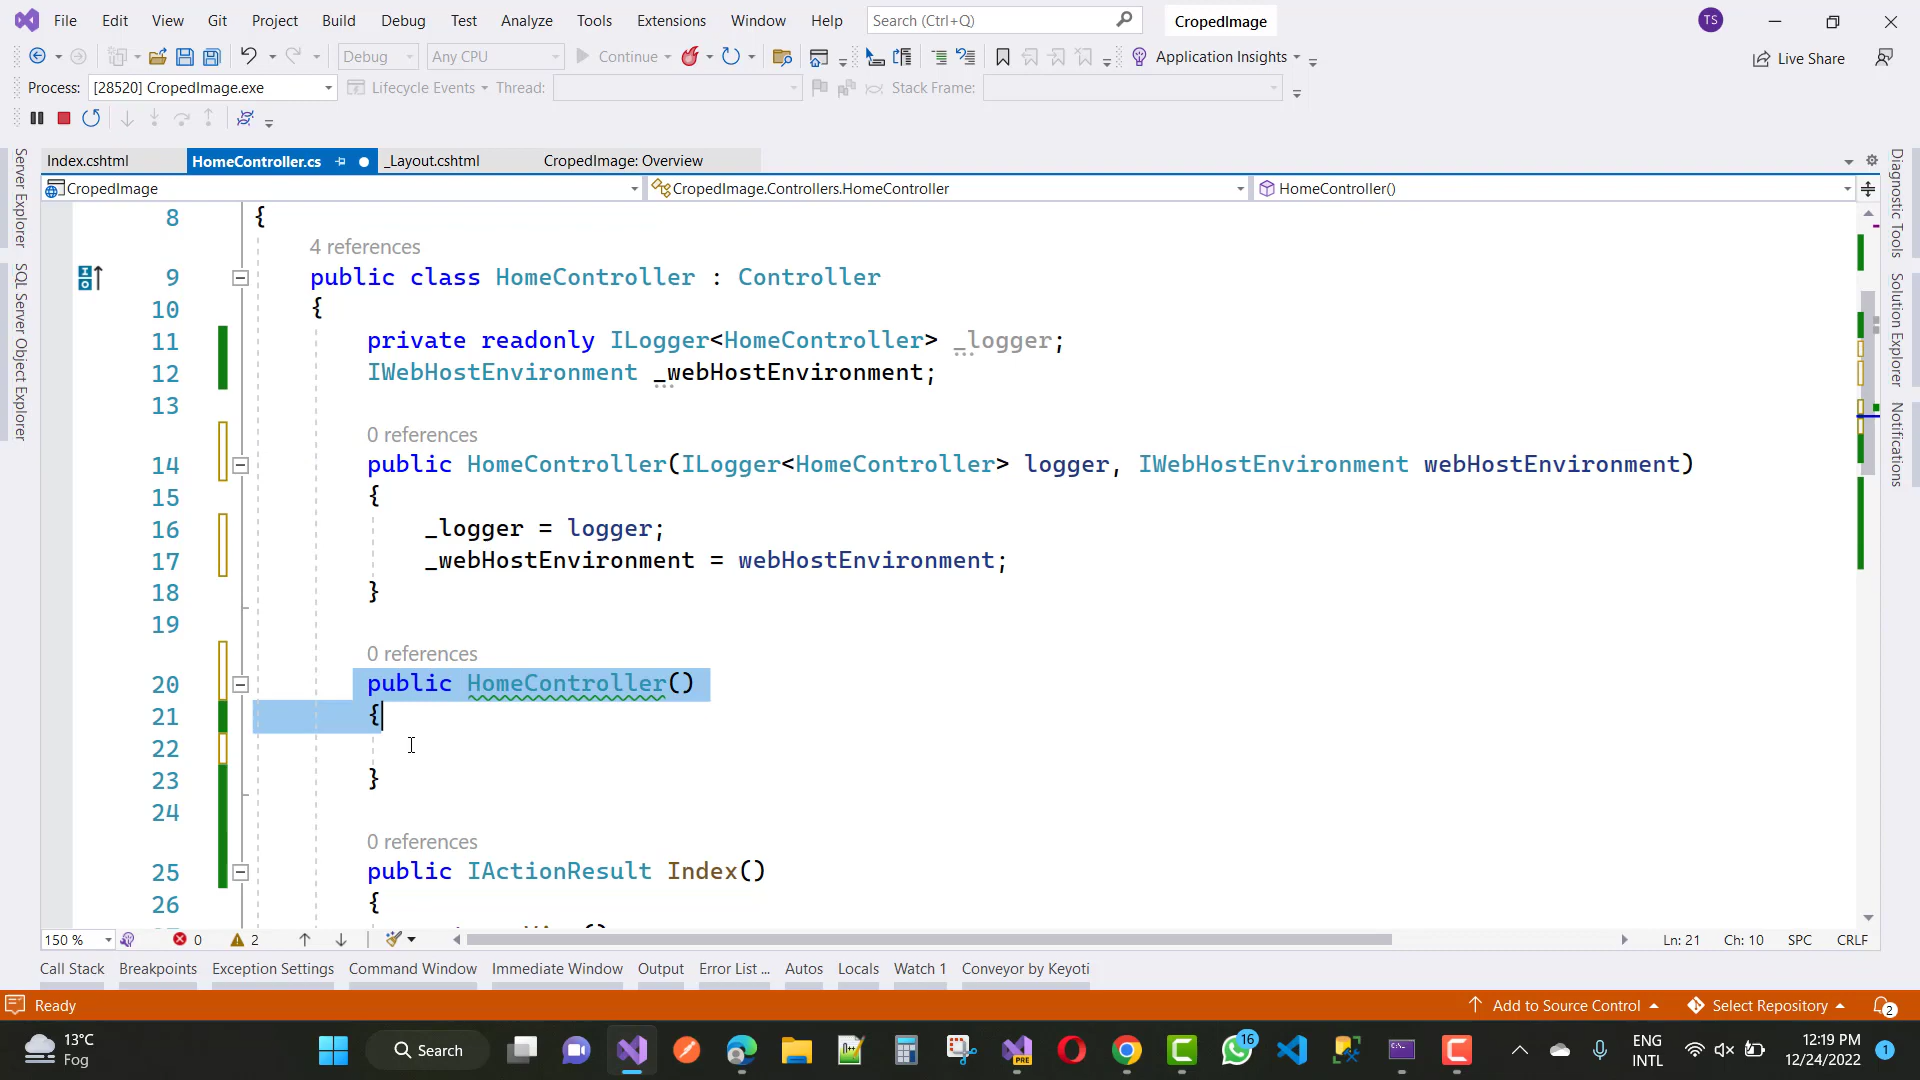 File Edit View Git Project Build Debug Test Analyze Tools Extensions Window Help Search (Ctrl+Q) CropedImage TS
Debug Any CPU Continue Application Insights Live Share
Process: [28520] CropedImage.exe Lifecycle Events Thread: Stack Frame:
Index.cshtml HomeController.cs _Layout.cshtml CropedImage: Overview
CropedImage CropedImage.Controllers.HomeController HomeController()
Server Explorer
SQL Server Object Explorer
Diagnostic Tools
Solution Explorer
Notifications
8 {
4 references
9 public class HomeController : Controller
10 {
11 private readonly ILogger<HomeController> _logger;
12 IWebHostEnvironment _webHostEnvironment;
13
0 references
14 public HomeController(ILogger<HomeController> logger, IWebHostEnvironment webHostEnvironment)
15 {
16 _logger = logger;
17 _webHostEnvironment = webHostEnvironment;
18 }
19
0 references
20 public HomeController()
21 {
22
23 }
24
0 references
25 public IActionResult Index()
26 {
150 % 0 2 Ln: 21 Ch: 10 SPC CRLF
Call Stack Breakpoints Exception Settings Command Window Immediate Window Output Error List ... Autos Locals Watch 1 Conveyor by Keyoti
Ready Add to Source Control Select Repository 2
13°C
Fog
Search
PRE
16
ENG
INTL
12:19 PM
12/24/2022
1